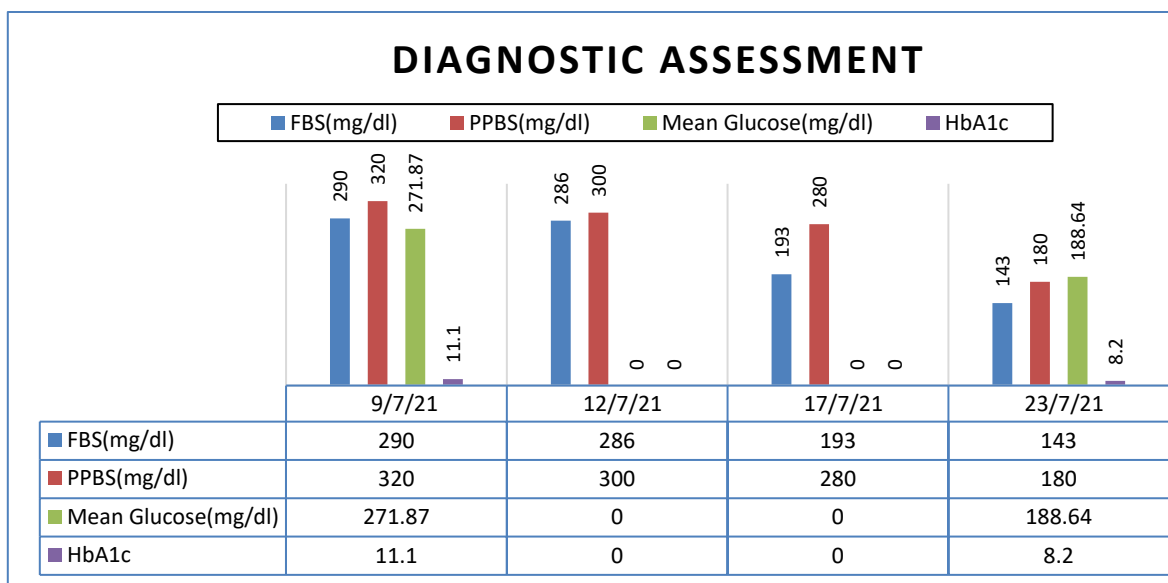 DIAGNOSTIC ASSESSMENT
FBS(mg/dl) PPBS(mg/dl) Mean Glucose(mg/dl) HbA1c
290 320 271.87 11.1 286 300 0 0 193 280 0 0 143 180 188.64 8.2
9/7/21 12/7/21 17/7/21 23/7/21
FBS(mg/dl) 290 286 193 143
PPBS(mg/dl) 320 300 280 180
Mean Glucose(mg/dl) 271.87 0 0 188.64
HbA1c 11.1 0 0 8.2